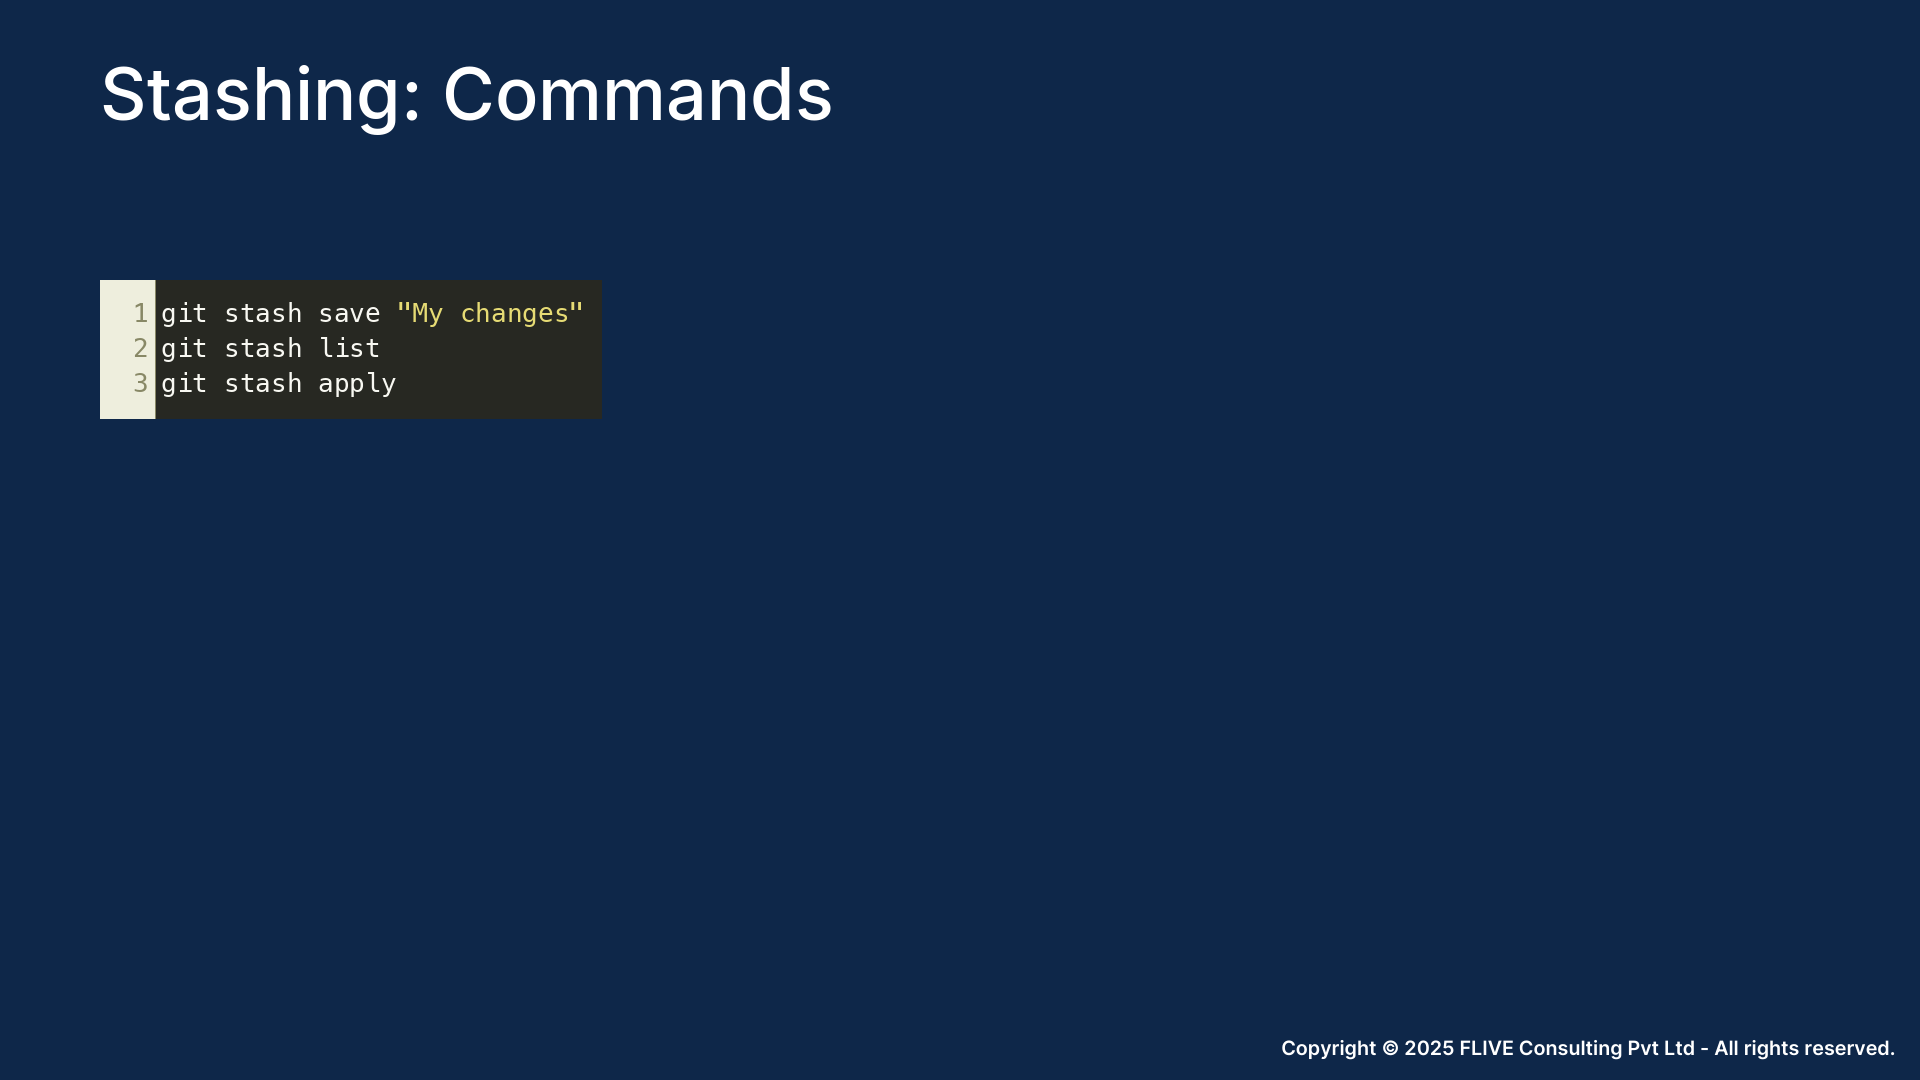 Stashing: Commands
1 git stash save "My changes"
2 git stash list
3 git stash apply
Copyright © 2025 FLIVE Consulting Pvt Ltd - All rights reserved.